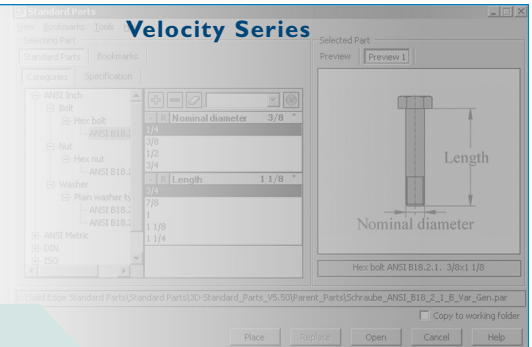 Standard Parts
Velocity Series
View Bookmarks Tools
Selecting Part
Selected Part
Standard Parts Bookmarks
Preview Preview 1
Categories Specification
ANSI Inch
Bolt
Hex bolt
ANSI B18.2
Nut
Hex nut
ANSI B18.2
Washer
Plain washer ty
ANSI B18.2
ANSI Metric
DIN
ISO
- R Nominal diameter 3/8 "
1/4
3/8
1/2
3/4
- R Length 1 1/8 "
3/4
7/8
1
1 1/8
1 1/4
Length
Nominal diameter
Hex bolt ANSI B18.2.1. 3/8x1 1/8
\Solid Edge Standard Parts\Standard Parts\3D-Standard_Parts_V5.50\Parent_Parts\Schraube_ANSI_B18_2_1_B_Var_Gen.par
Copy to working folder
Place Replace Open Cancel Help